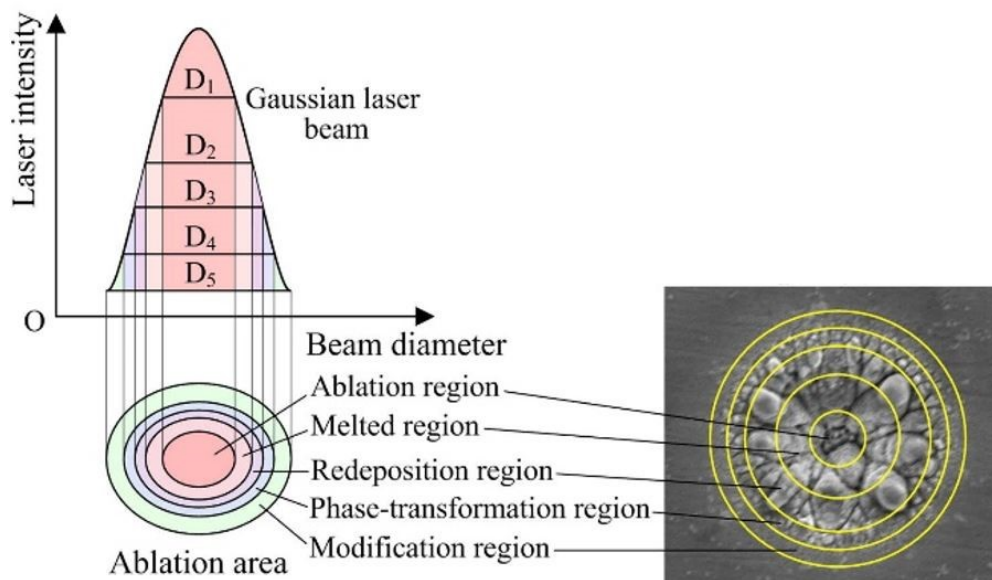 Laser intensity
D₁
Gaussian laser
beam
D₂
D₃
D₄
D₅
O
Beam diameter
Ablation region
Melted region
Redeposition region
Phase-transformation region
Modification region
Ablation area